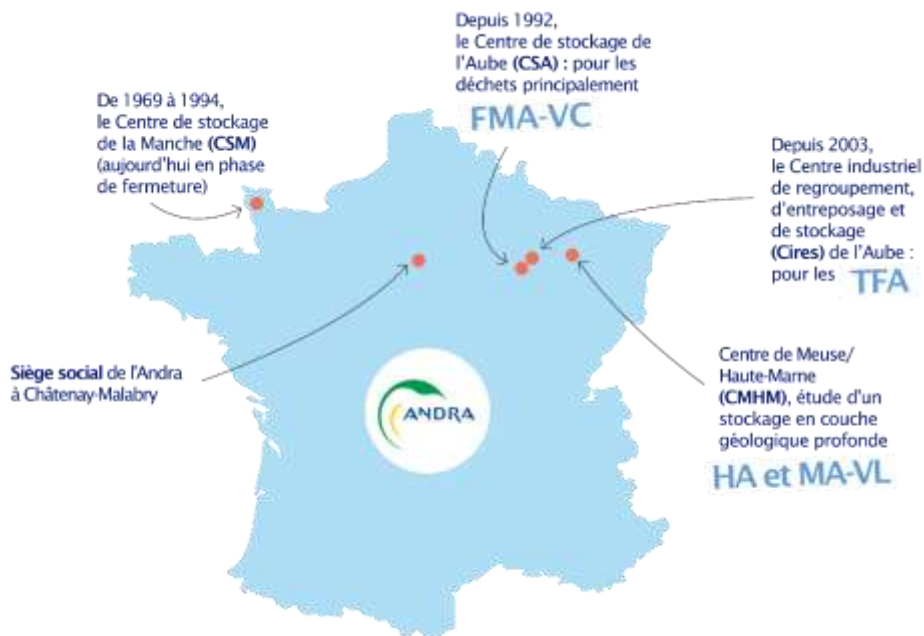 Depuis 1992,
le Centre de stockage de
l'Aube (CSA) : pour les
déchets principalement
FMA-VC
De 1969 à 1994,
le Centre de stockage
de la Manche (CSM)
(aujourd'hui en phase
de fermeture)
Depuis 2003,
le Centre industriel
de regroupement,
d'entreposage et
de stockage
(Cires) de l'Aube :
pour les TFA
Siège social de l'Andra
à Châtenay-Malabry
ANDRA
Centre de Meuse/
Haute-Marne
(CMHM), étude d'un
stockage en couche
géologique profonde
HA et MA-VL